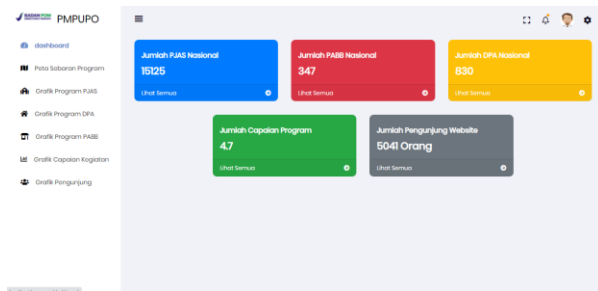 BADAN POM PMPUPO
dashboard
Peta Sebaran Program
Grafik Program PJAS
Grafik Program DPA
Grafik Program PABB
Grafik Capaian Kegiatan
Grafik Pengunjung
Jumlah PJAS Nasional
15125
Lihat Semua
Jumlah PABB Nasional
347
Lihat Semua
Jumlah DPA Nasional
830
Lihat Semua
Jumlah Capaian Program
4.7
Lihat Semua
Jumlah Pengunjung Website
5041 Orang
Lihat Semua